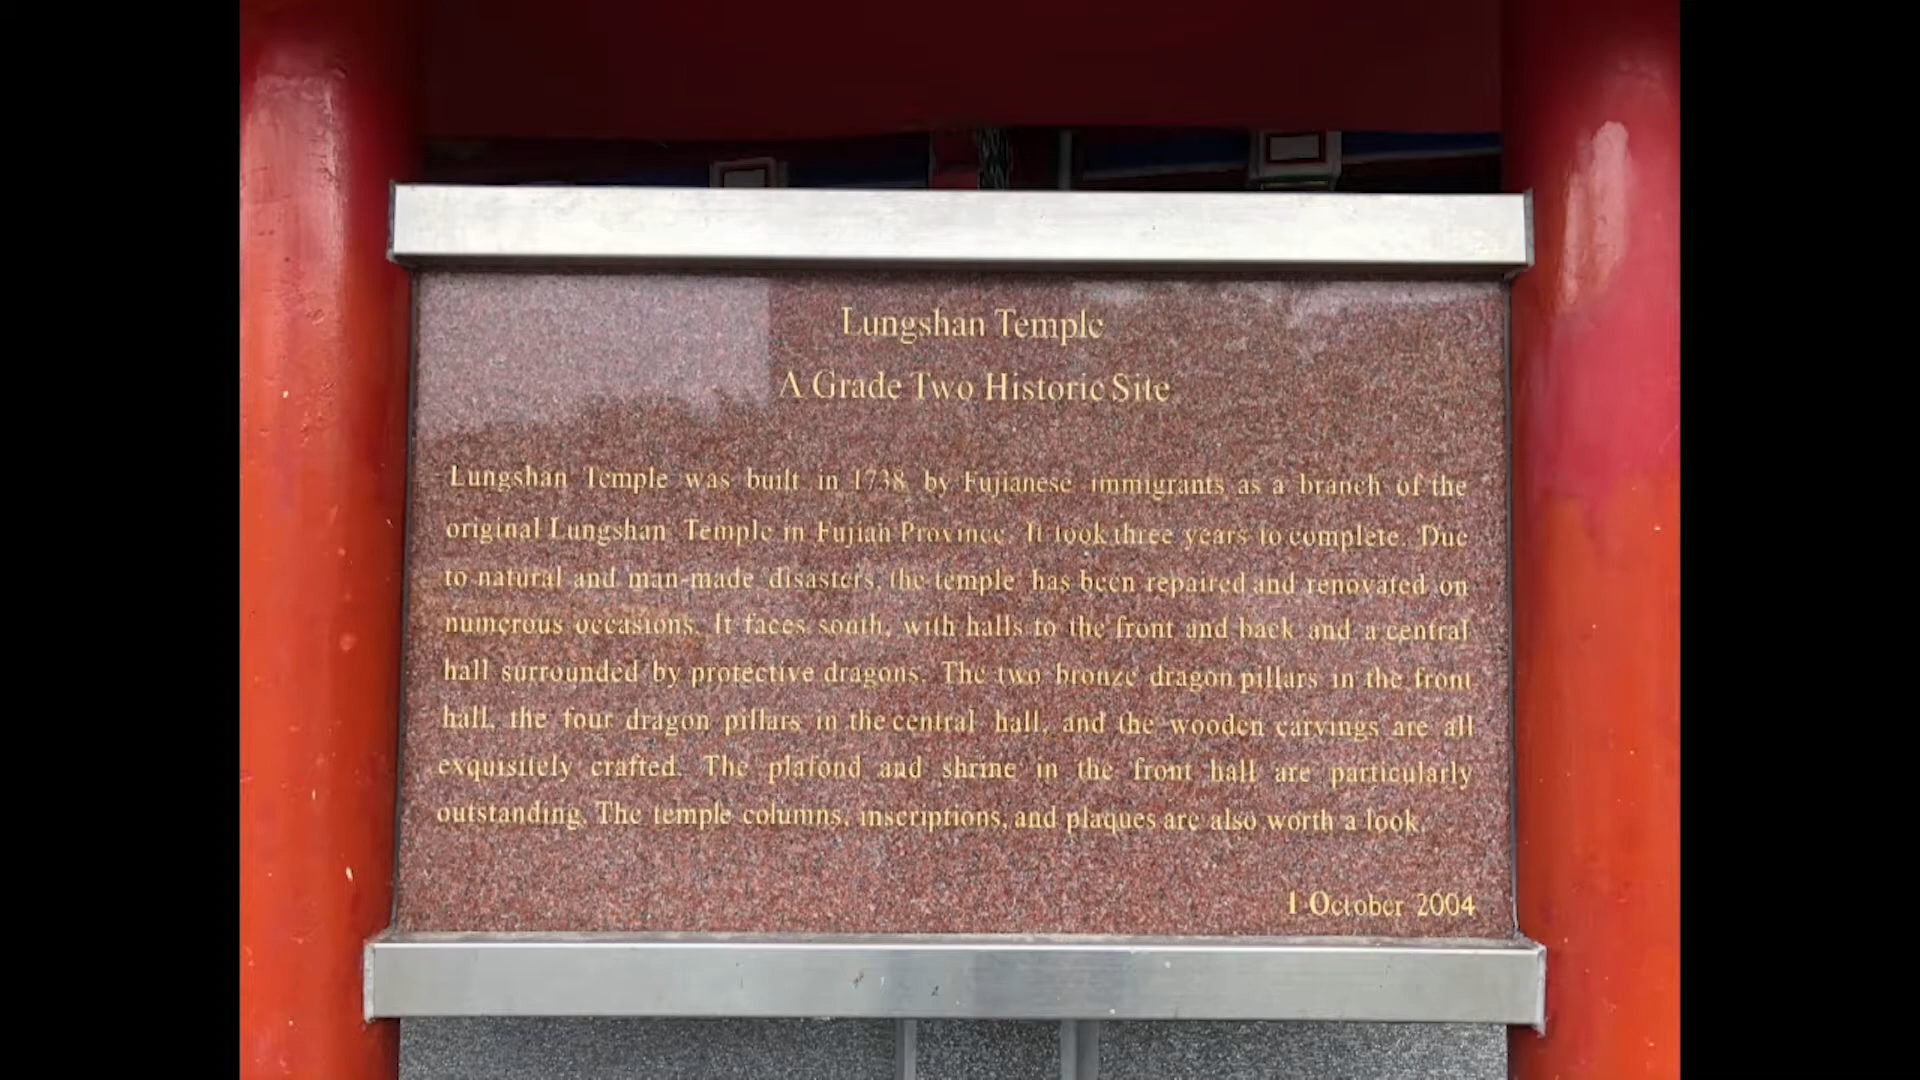 Lungshan Temple
A Grade Two Historic Site
Lungshan Temple was built in 1738 by Fujianese immigrants as a branch of the
original Lungshan Temple in Fujian Province. It took three years to complete. Due
to natural and man-made disasters, the temple has been repaired and renovated on
numerous occasions. It faces south, with halls to the front and back and a central
hall surrounded by protective dragons. The two bronze dragon pillars in the front
hall, the four dragon pillars in the central hall, and the wooden carvings are all
exquisitely crafted. The plafond and shrine in the front hall are particularly
outstanding. The temple columns, inscriptions, and plaques are also worth a look.
1 October 2004